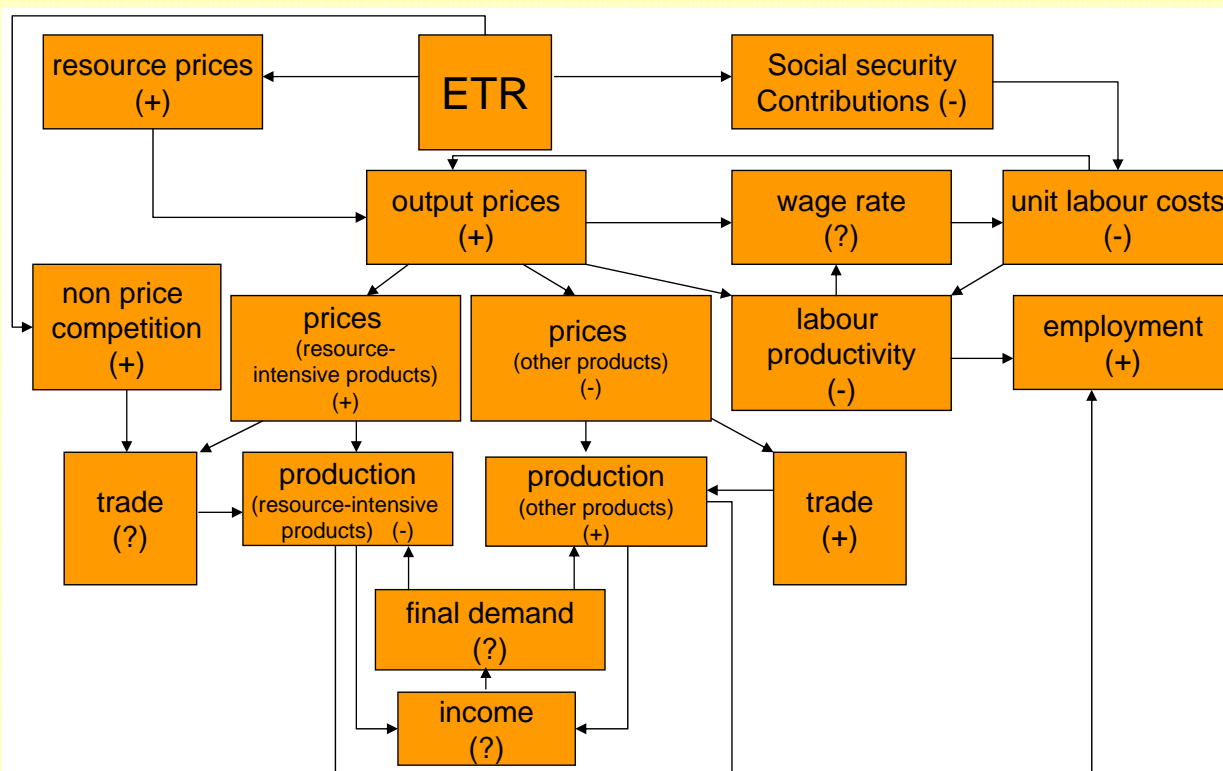 resource prices
(+)
ETR
Social security
Contributions (-)
output prices
(+)
wage rate
(?)
unit labour costs
(-)
non price
competition
(+)
prices
(resource-
intensive products)
(+)
prices
(other products)
(-)
labour
productivity
(-)
employment
(+)
trade
(?)
production
(resource-intensive
products) (-)
production
(other products)
(+)
trade
(+)
final demand
(?)
income
(?)